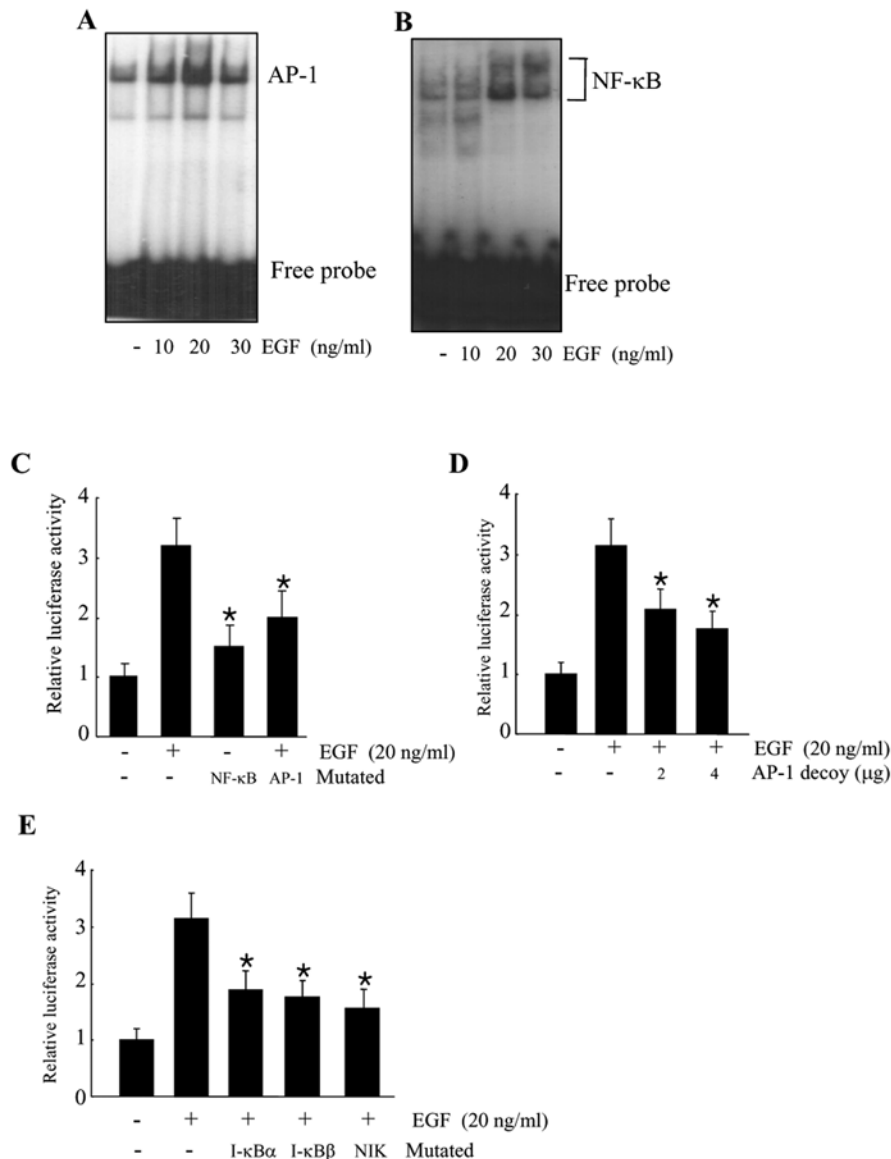 A
AP-1
Free probe
- 10 20 30 EGF (ng/ml)
B
NF-κB
Free probe
- 10 20 30 EGF (ng/ml)
C
Relative luciferase activity
4
3
2
1
0
* *
- + - + EGF (20 ng/ml)
- - NF-κB AP-1 Mutated
D
Relative luciferase activity
4
3
2
1
0
* *
- + + + EGF (20 ng/ml)
- - 2 4 AP-1 decoy (μg)
E
Relative luciferase activity
4
3
2
1
0
* * *
- + + + + EGF (20 ng/ml)
- - I-κBα I-κBβ NIK Mutated